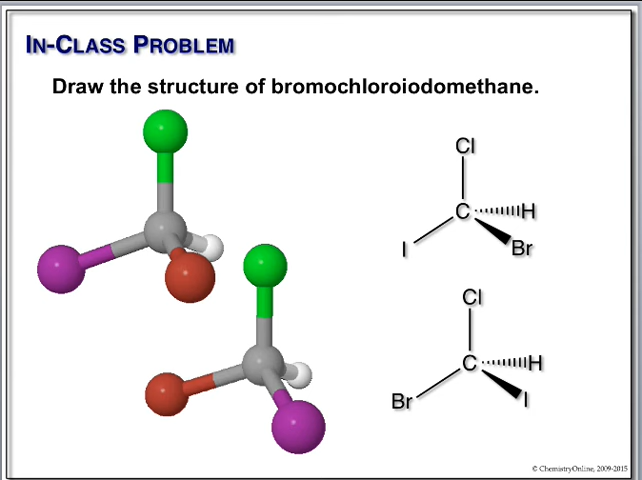 IN-CLASS PROBLEM
Draw the structure of bromochloroiodomethane.
Cl
C
H
I
Br
Cl
C
H
Br
I
© ChemistryOnline, 2009-2015